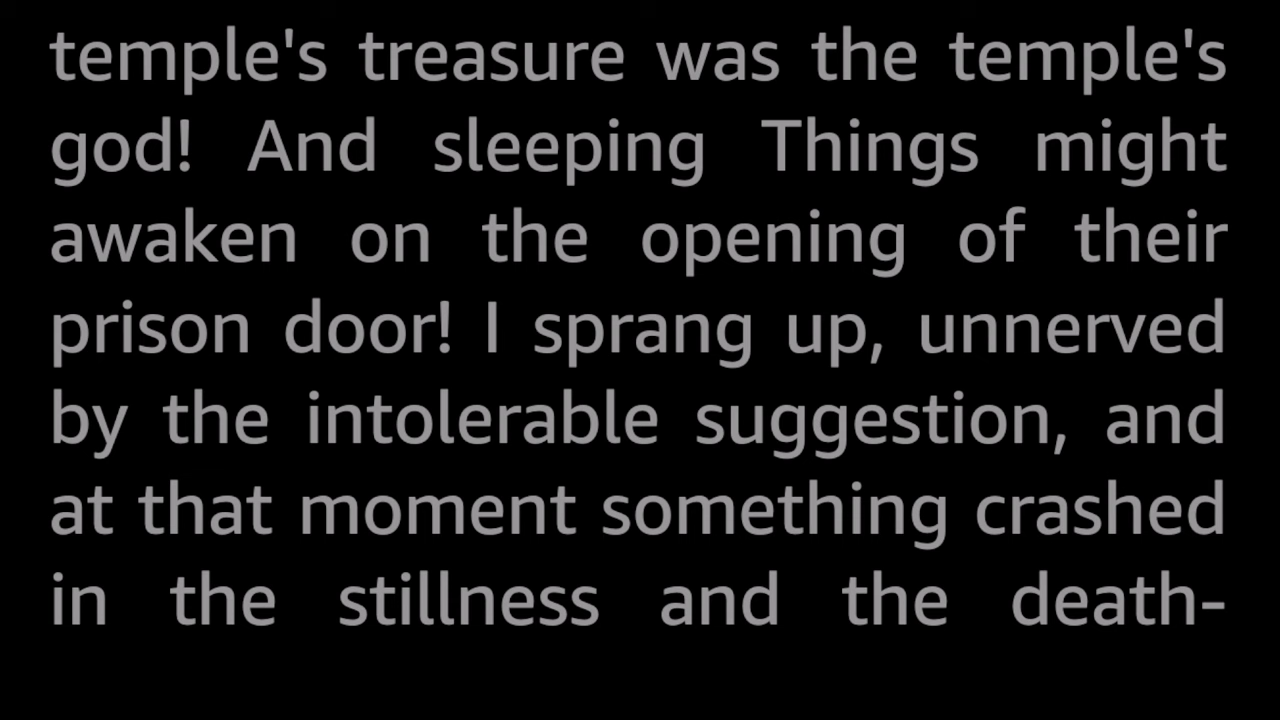 temple's treasure was the temple's
god! And sleeping Things might
awaken on the opening of their
prison door! I sprang up, unnerved
by the intolerable suggestion, and
at that moment something crashed
in the stillness and the death-